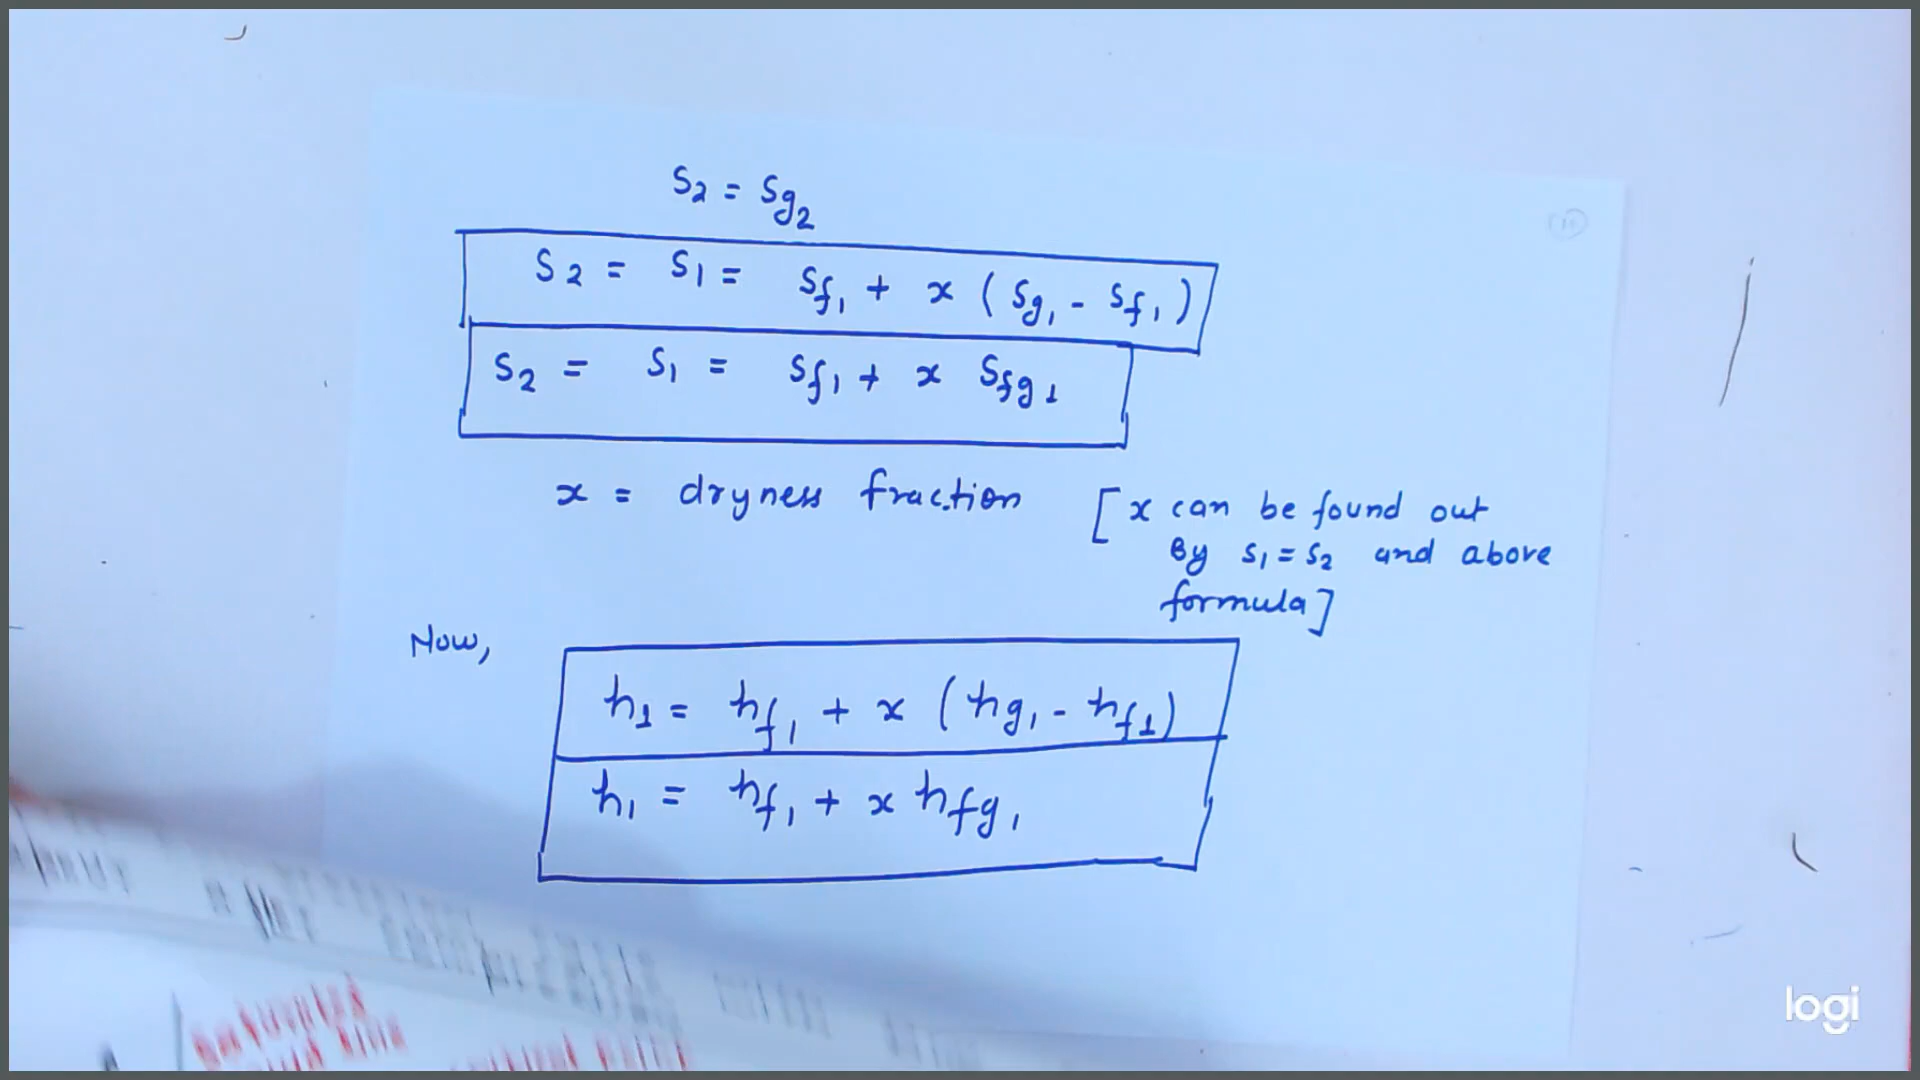 S₂ = Sg₂
S₂ = S₁ = Sf₁ + x (Sg₁ - Sf₁)
S₂ = S₁ = Sf₁ + x Sfg₁
x = dryness fraction [x can be found out
By S₁ = S₂ and above
formula]
Now,
h₁ = hf₁ + x (hg₁ - hf₁)
h₁ = hf₁ + x hfg₁
logi